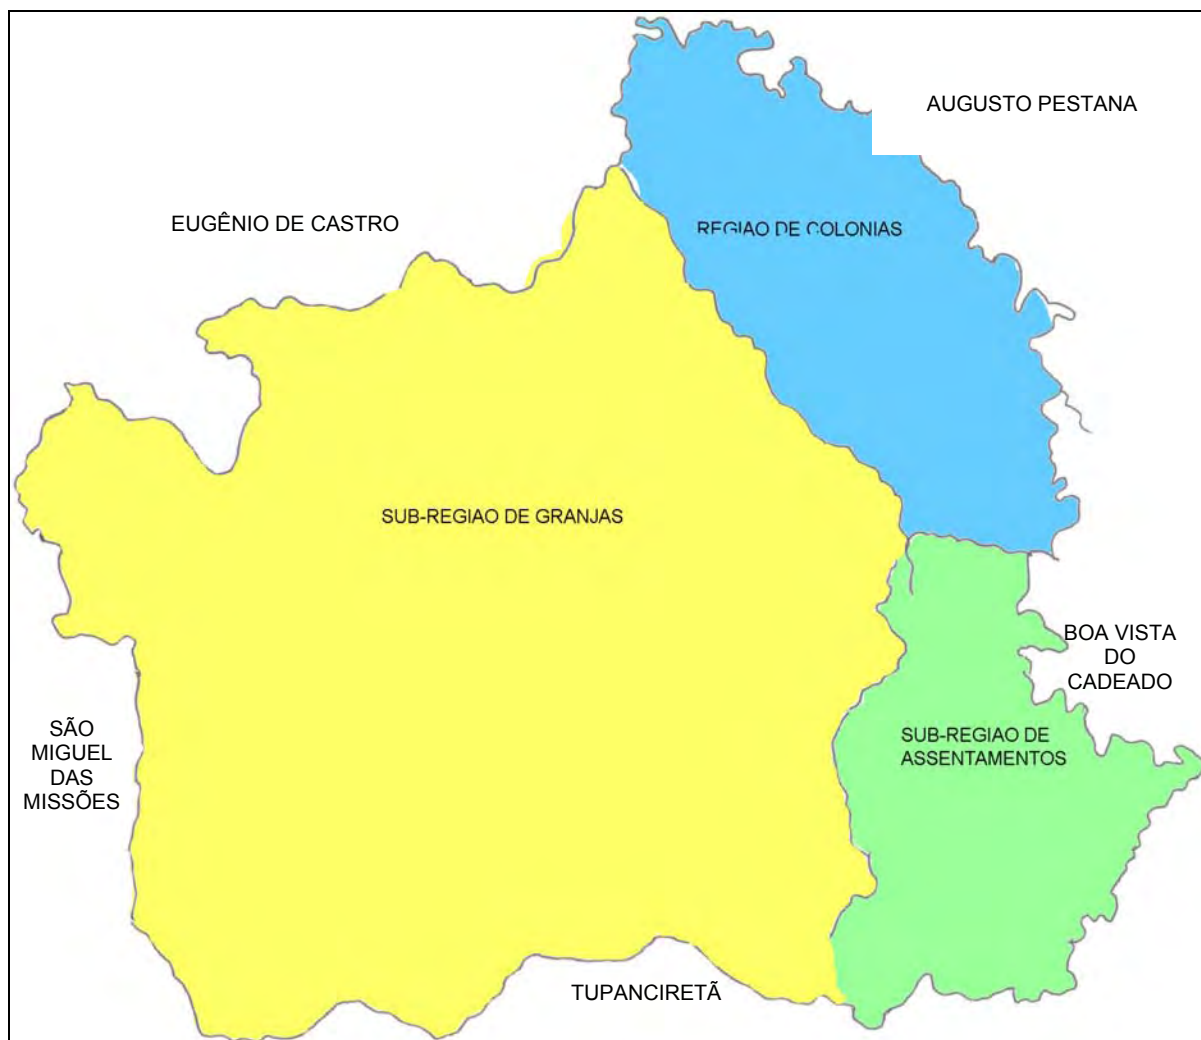 AUGUSTO PESTANA
EUGÊNIO DE CASTRO
REGIAO DE COLONIAS
SUB-REGIAO DE GRANJAS
BOA VISTA
DO
CADEADO
SÃO
MIGUEL
DAS
MISSÕES
SUB-REGIAO DE
ASSENTAMENTOS
TUPANCIRETÃ